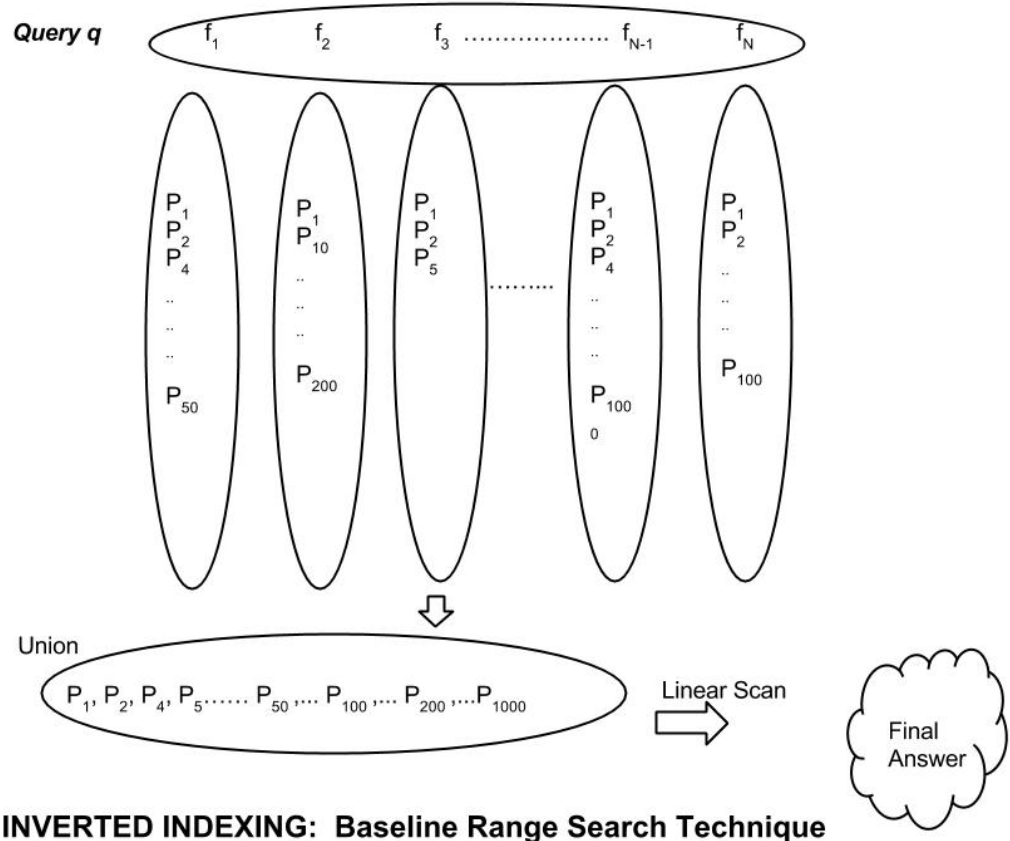 Query q f₁ f₂ f₃ .................. f_N-1 f_N
P₁
P₂
P₄
..
..
..
P₅₀
P₁
P₁₀
..
..
..
P₂₀₀
P₁
P₂
P₅
.........
P₁
P₂
P₄
..
..
..
P₁₀₀
₀
P₁
P₂
..
..
..
P₁₀₀
Union
P₁, P₂, P₄, P₅...... P₅₀ ,... P₁₀₀ ,... P₂₀₀ ,...P₁₀₀₀
Linear Scan
Final
Answer
INVERTED INDEXING: Baseline Range Search Technique